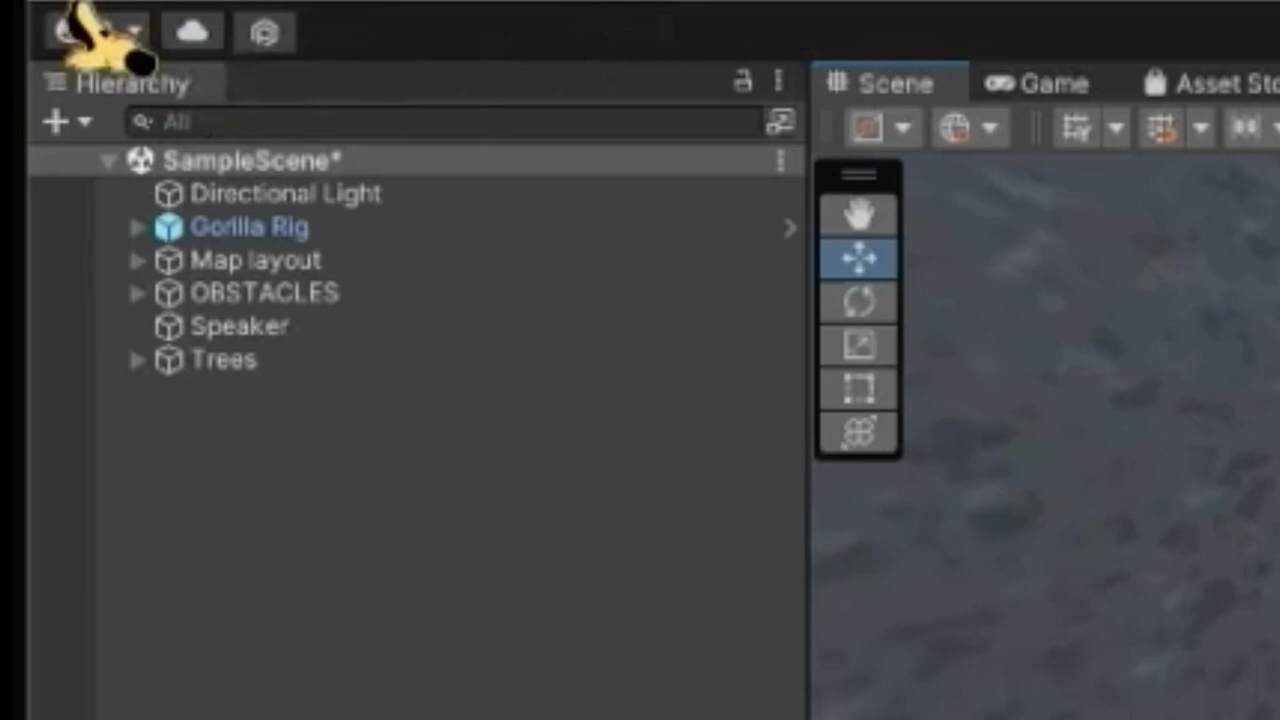 Hierarchy
Scene
Game
Asset Sto
All
SampleScene*
Directional Light
Gorilla Rig
Map layout
OBSTACLES
Speaker
Trees